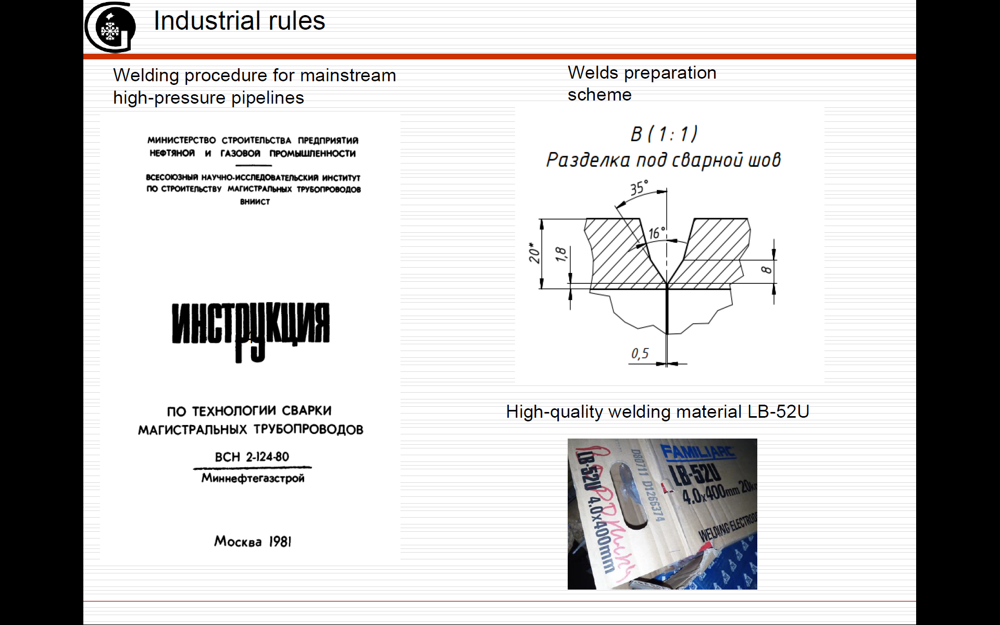 Industrial rules
Welding procedure for mainstream
high-pressure pipelines
МИНИСТЕРСТВО СТРОИТЕЛЬСТВА ПРЕДПРИЯТИЙ
НЕФТЯНОЙ И ГАЗОВОЙ ПРОМЫШЛЕННОСТИ
ВСЕСОЮЗНЫЙ НАУЧНО-ИССЛЕДОВАТЕЛЬСКИЙ ИНСТИТУТ
ПО СТРОИТЕЛЬСТВУ МАГИСТРАЛЬНЫХ ТРУБОПРОВОДОВ
ВНИИСТ
ИНСТРУКЦИЯ
ПО ТЕХНОЛОГИИ СВАРКИ
МАГИСТРАЛЬНЫХ ТРУБОПРОВОДОВ
ВСН 2-124-80
Миннефтегазстрой
Москва 1981
Welds preparation
scheme
В (1:1)
Разделка под сварной шов
35°
16°
20*
1,8
8
0,5
High-quality welding material LB-52U
FAMILIARC
LB-52U
4.0x400mm 20kg
WELDING ELECTRODE
LB-52U 4.0x400mm
D80711 D1266374